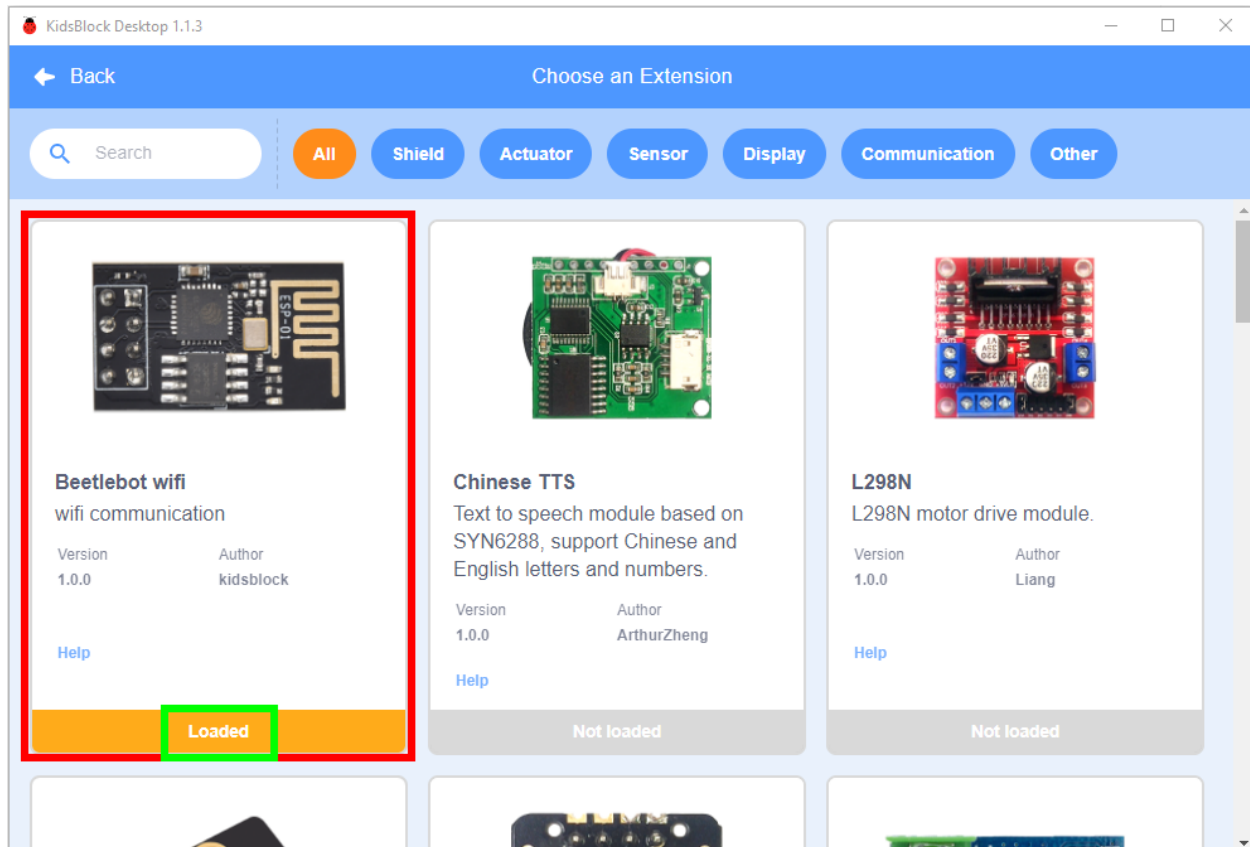 KidsBlock Desktop 1.1.3
Back
Choose an Extension
Search
All
Shield
Actuator
Sensor
Display
Communication
Other
ESP-01
Beetlebot wifi
wifi communication
Version Author
1.0.0 kidsblock
Help
Loaded
Chinese TTS
Text to speech module based on
SYN6288, support Chinese and
English letters and numbers.
Version Author
1.0.0 ArthurZheng
Help
Not loaded
L298N
L298N motor drive module.
Version Author
1.0.0 Liang
Help
Not loaded